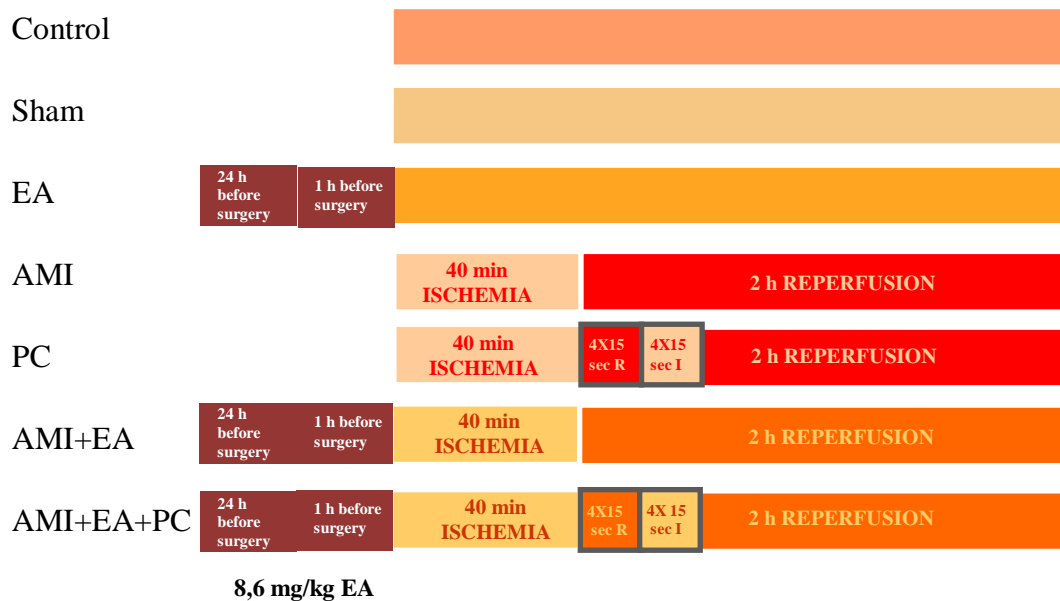 Control
Sham
EA
24 h
before
surgery
1 h before
surgery
AMI
40 min
ISCHEMIA
2 h REPERFUSION
PC
40 min
ISCHEMIA
4X15
sec R
4X15
sec I
2 h REPERFUSION
AMI+EA
24 h
before
surgery
1 h before
surgery
40 min
ISCHEMIA
2 h REPERFUSION
AMI+EA+PC
24 h
before
surgery
1 h before
surgery
40 min
ISCHEMIA
4X15
sec R
4X 15
sec I
2 h REPERFUSION
8,6 mg/kg EA